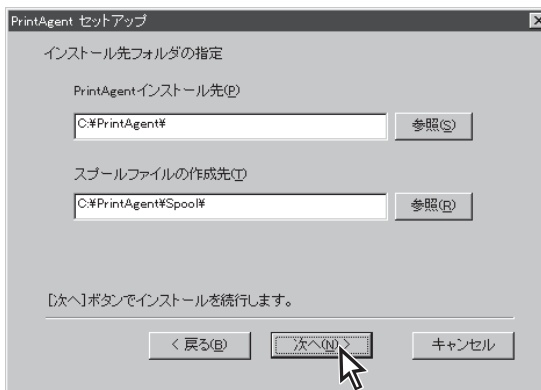 PrintAgent セットアップ
インストール先フォルダの指定
PrintAgentインストール先(P)
C:¥PrintAgent¥
参照(S)
スプールファイルの作成先(T)
C:¥PrintAgent¥Spool¥
参照(R)
[次へ]ボタンでインストールを続行します。
< 戻る(B)
次へ(N) >
キャンセル